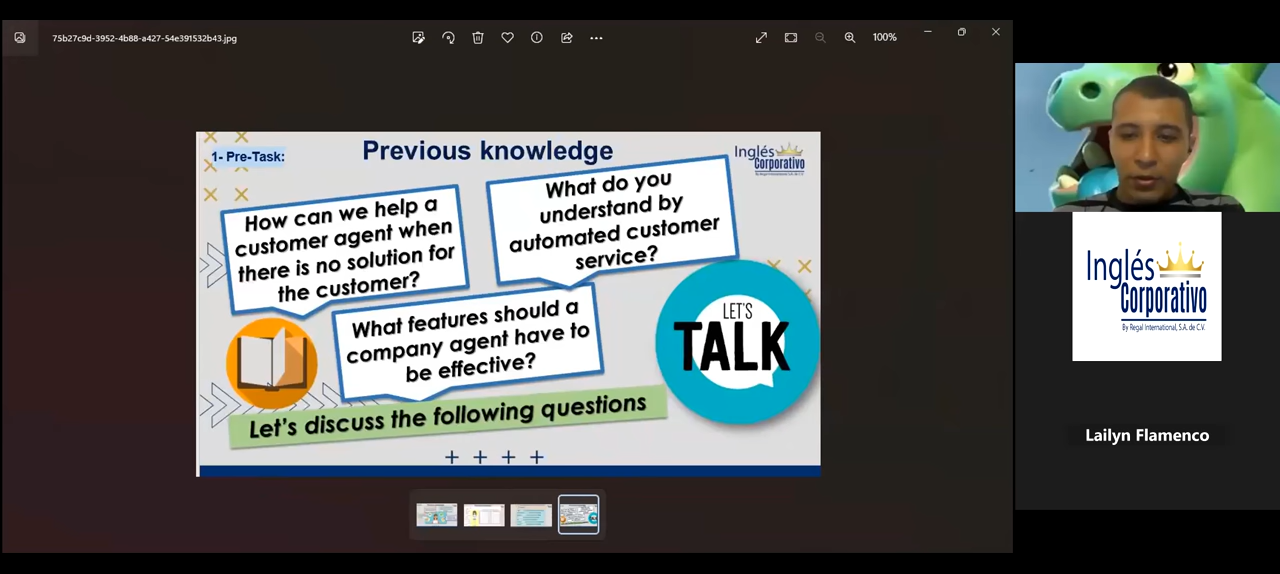 75b27c9d-3952-4b88-a427-54e391532b43.jpg
100%
1- Pre-Task:
Previous knowledge
Inglés
Corporativo
By Regal International, S.A. de C.V.
How can we help a
customer agent when
there is no solution for
the customer?
What do you
understand by
automated customer
service?
What features should a
company agent have to
be effective?
LET'S
TALK
Let's discuss the following questions
Inglés
Corporativo
By Regal International, S.A. de C.V.
Lailyn Flamenco